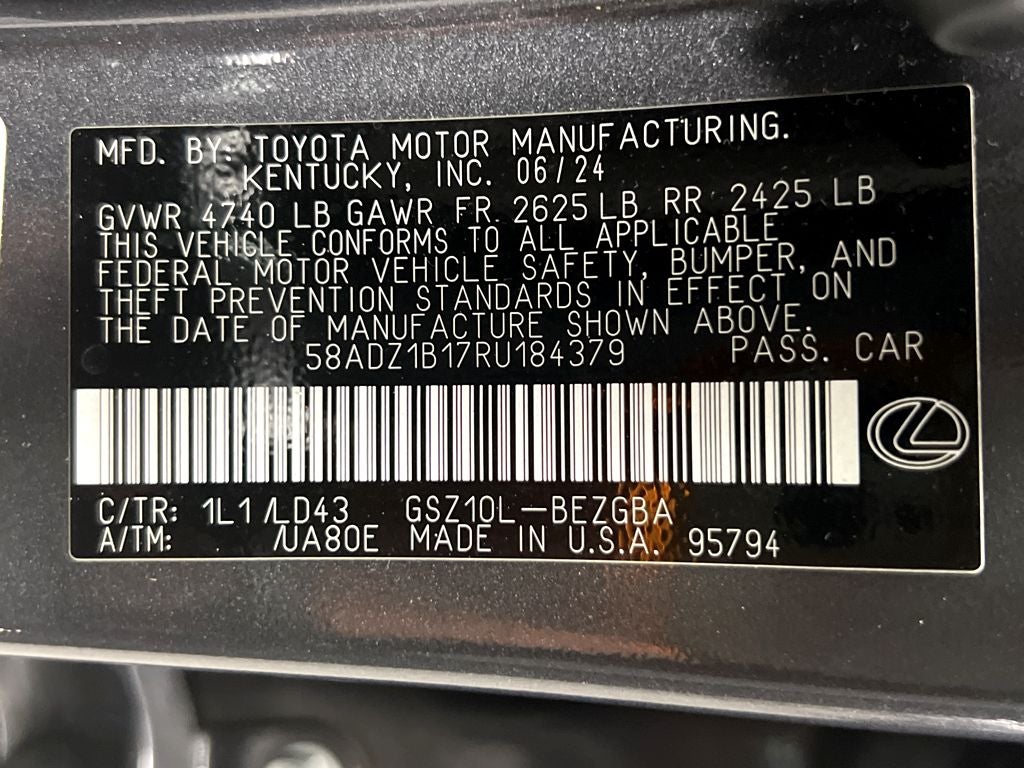 MFD. BY: TOYOTA MOTOR MANUFACTURING.
KENTUCKY, INC. 06/24
GVWR 4740 LB GAWR FR 2625 LB RR 2425 LB
THIS VEHICLE CONFORMS TO ALL APPLICABLE
FEDERAL MOTOR VEHICLE SAFETY, BUMPER, AND
THEFT PREVENTION STANDARDS IN EFFECT ON
THE DATE OF MANUFACTURE SHOWN ABOVE.
58ADZ1B17RU184379 PASS. CAR
C/TR: 1L1 /LD43 GSZ10L-BEZGBA
A/TM: /UA80E MADE IN U.S.A. 95794